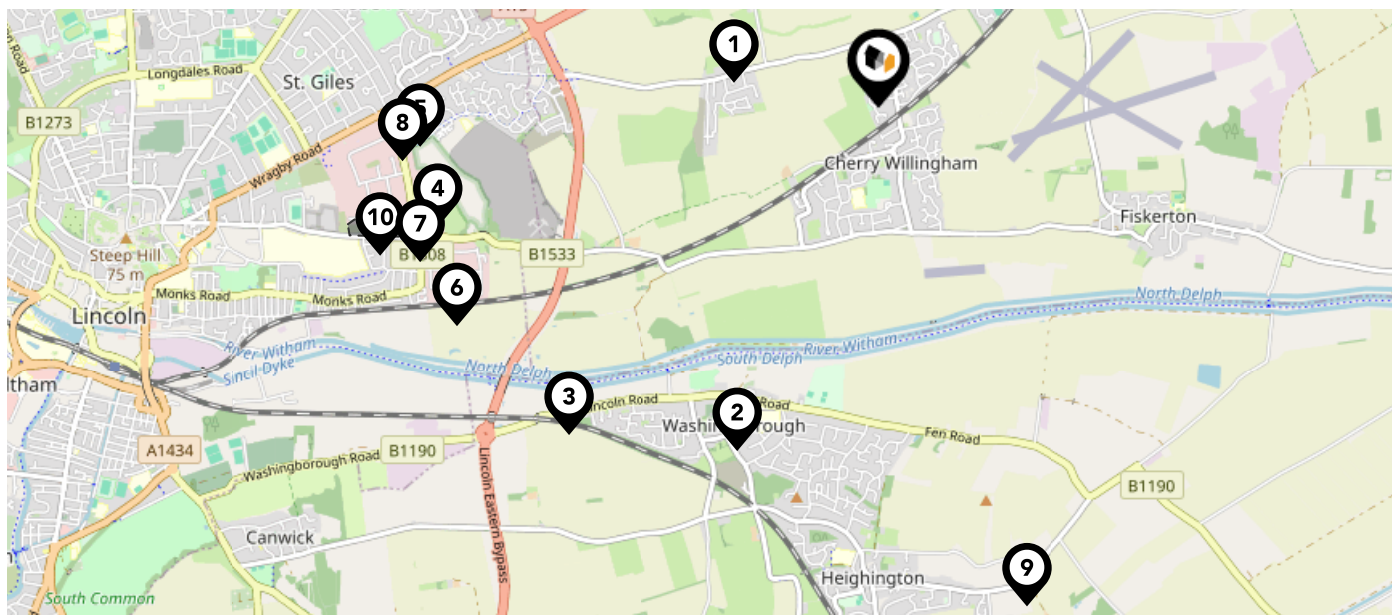 1
St. Giles
Longdales Road
B1273
5
8
Wragby Road
Cherry Willingham
4
10
7
Fiskerton
Steep Hill
75 m
B1533
6
Monks Road
Monks Road
North Delph
Lincoln
River Witham
Sincil Dyke
North Delph
South Delph
River Witham
3
2
Road
Fen Road
A1434
B1190
Washingborough Road
B1190
Lincoln Eastern Bypass
Canwick
9
Heighington
South Common